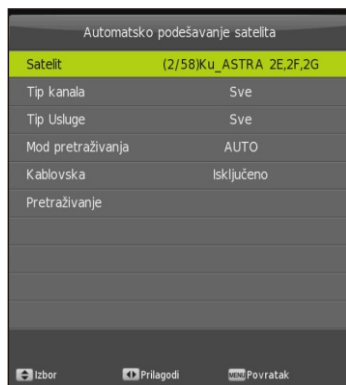 Automatsko podešavanje satelita
Satelit (2/58)Ku_ASTRA 2E,2F,2G
Tip kanala Sve
Tip Usluge Sve
Mod pretraživanja AUTO
Kablovska Isključeno
Pretraživanje
Izbor Prilagodi MENU Povratak